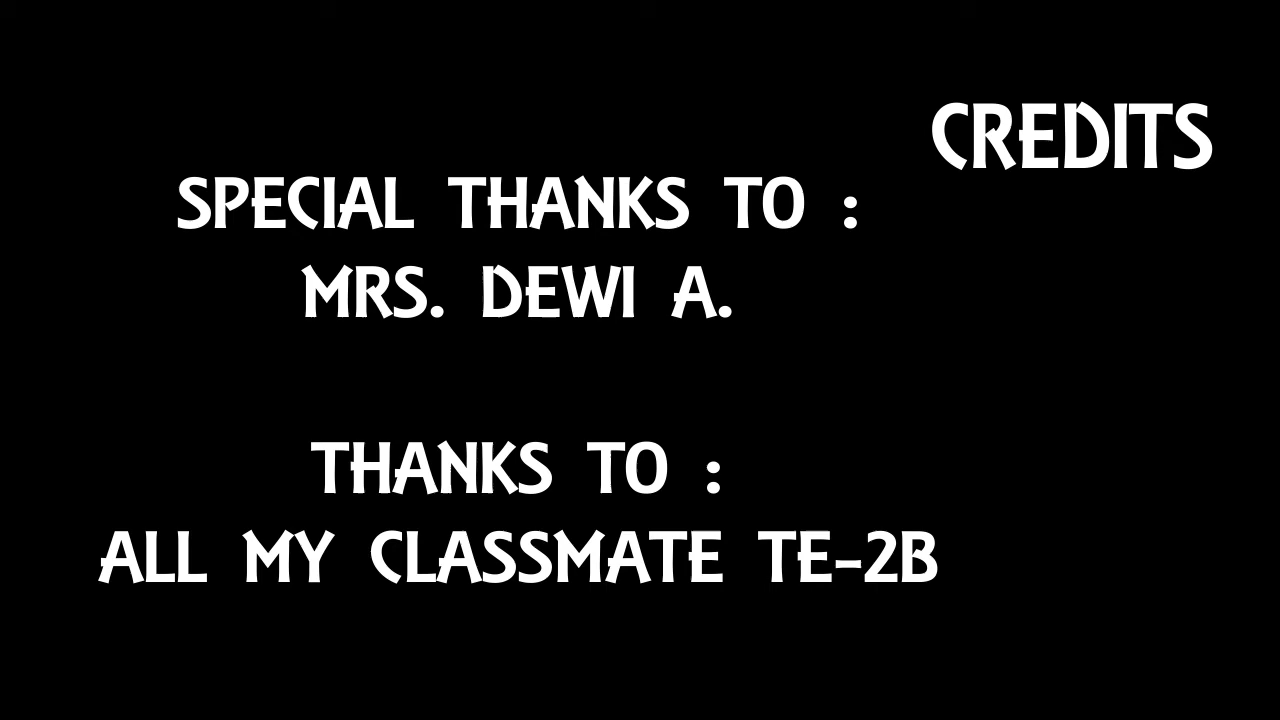 CREDITS
SPECIAL THANKS TO :
MRS. DEWI A.
THANKS TO :
ALL MY CLASSMATE TE-2B